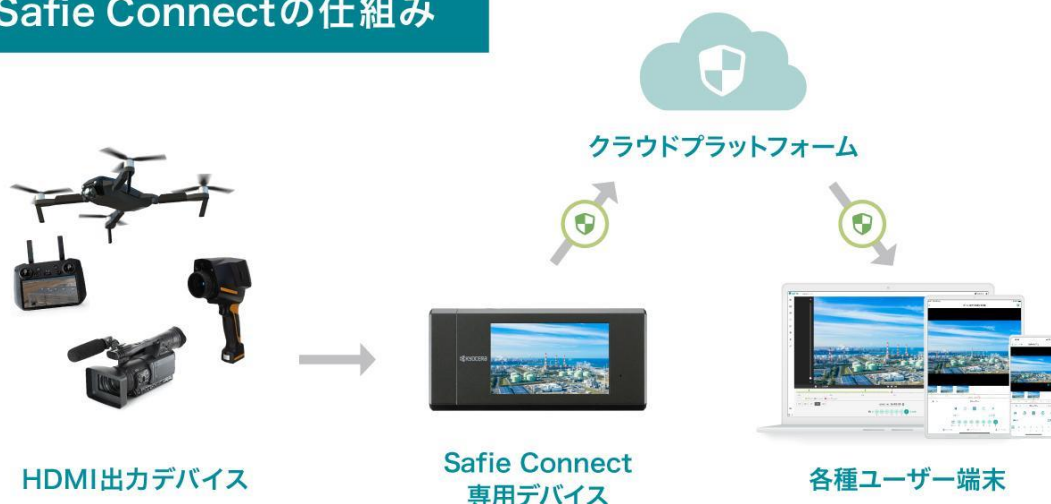 Safie Connectの仕組み
クラウドプラットフォーム
KYOCERA
HDMI出力デバイス
Safie Connect
専用デバイス
各種ユーザー端末